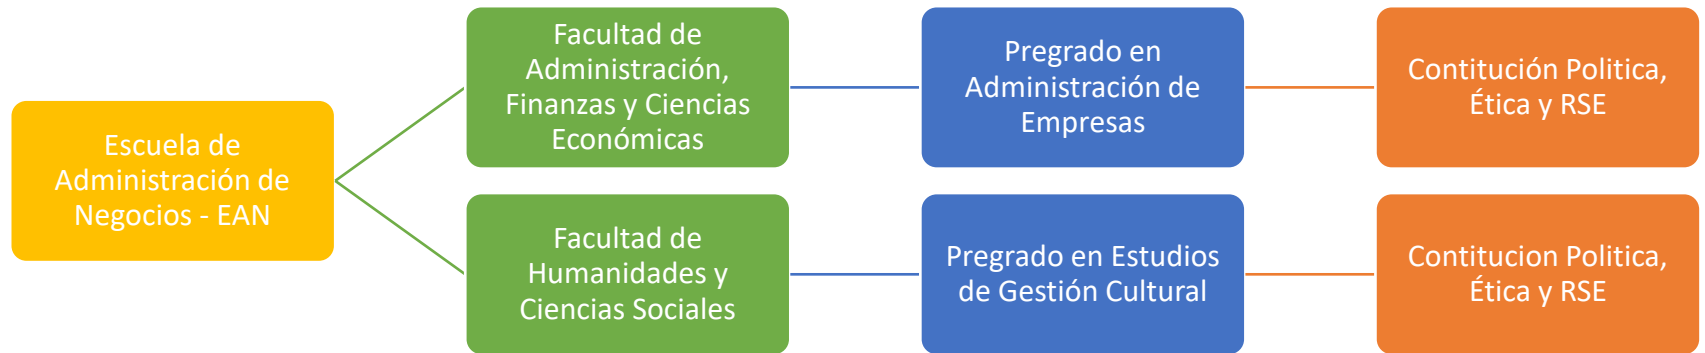 Escuela de
Administración de
Negocios - EAN
Facultad de
Administración,
Finanzas y Ciencias
Económicas
Pregrado en
Administración de
Empresas
Contitución Politica,
Ética y RSE
Facultad de
Humanidades y
Ciencias Sociales
Pregrado en Estudios
de Gestión Cultural
Contitucion Politica,
Ética y RSE